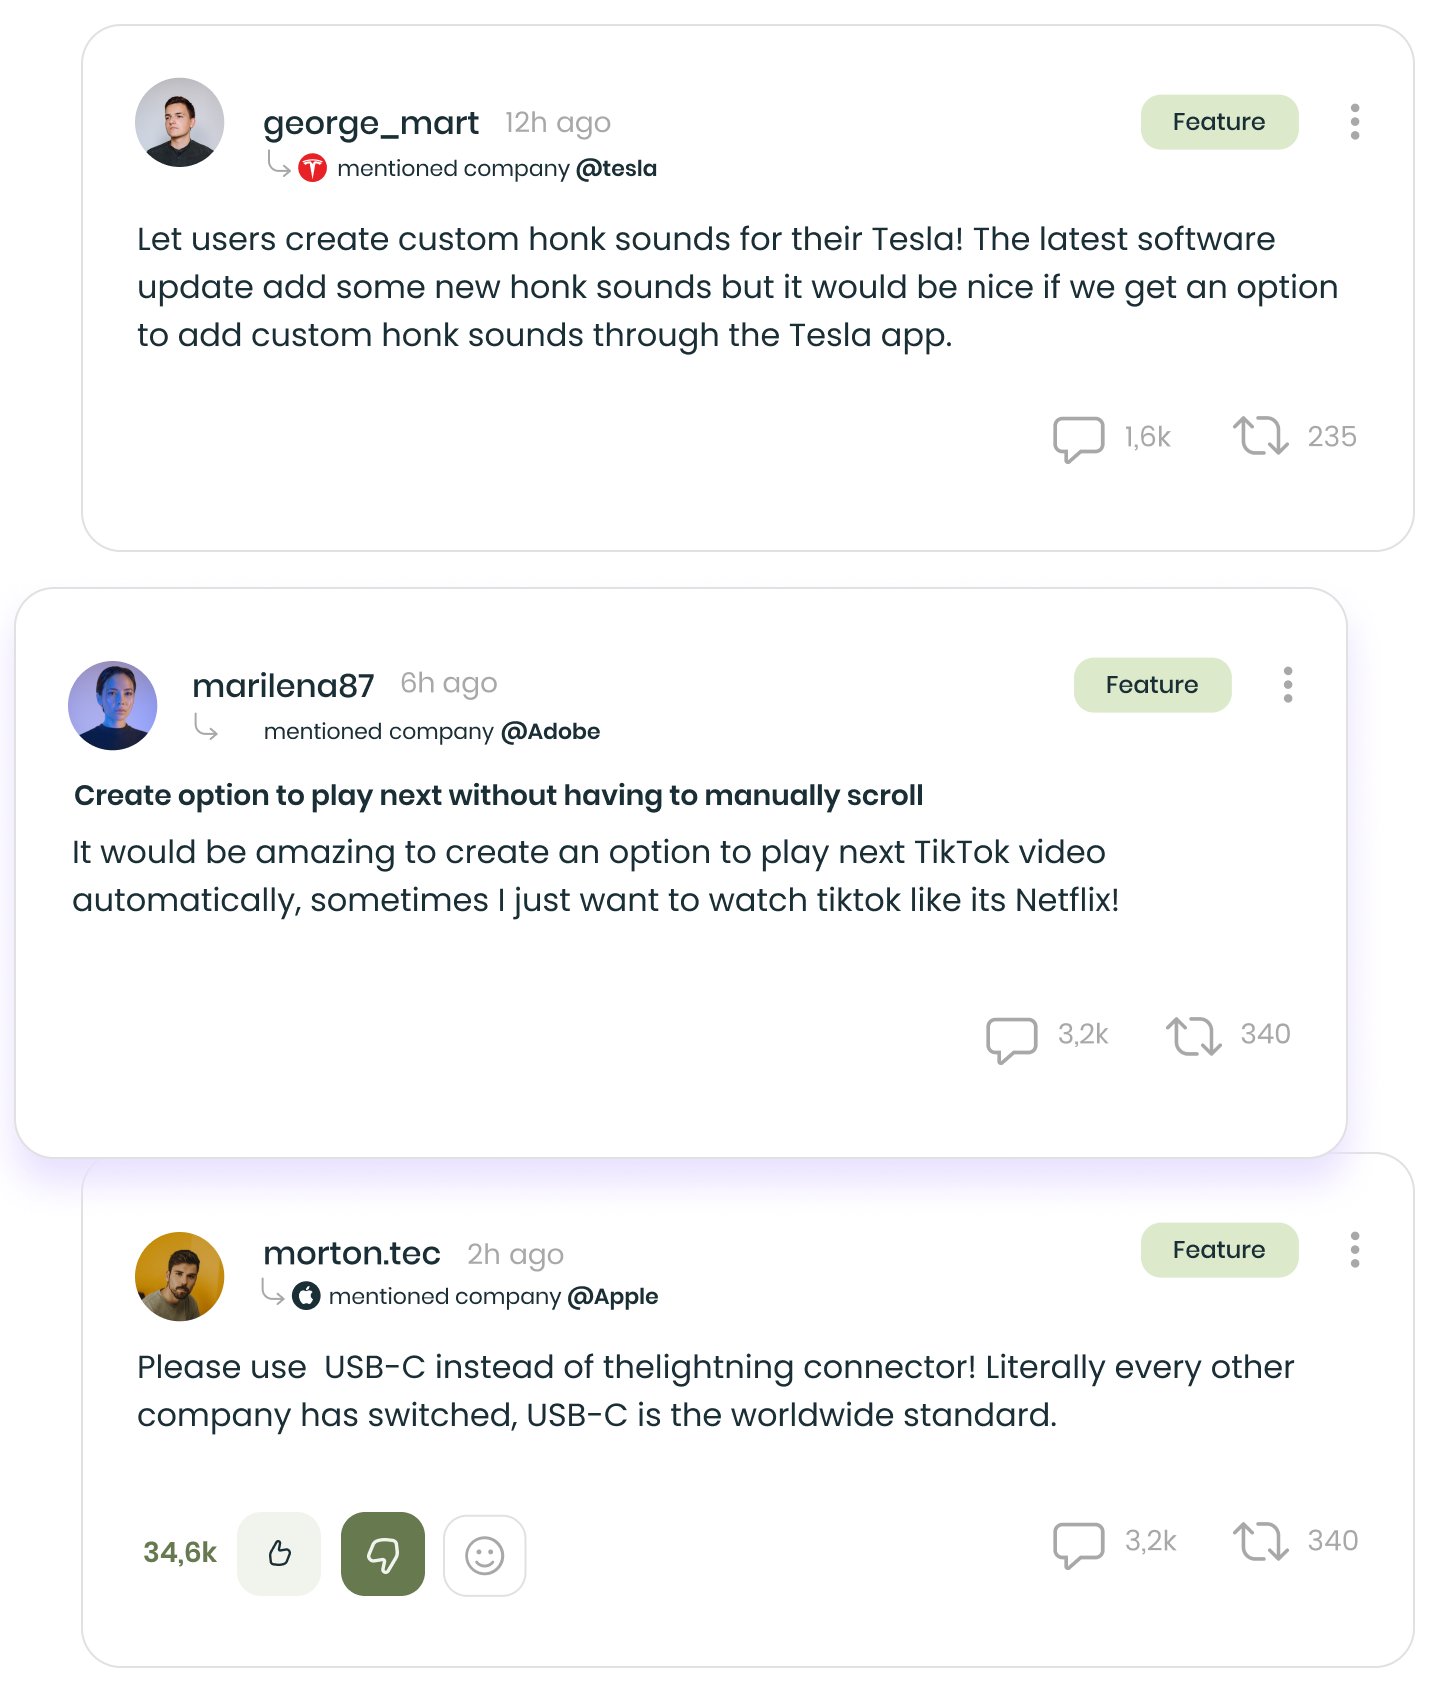 george_mart 12h ago Feature
mentioned company @tesla
Let users create custom honk sounds for their Tesla! The latest software
update add some new honk sounds but it would be nice if we get an option
to add custom honk sounds through the Tesla app.
1,6k 235
marilena87 6h ago Feature
mentioned company @Adobe
Create option to play next without having to manually scroll
It would be amazing to create an option to play next TikTok video
automatically, sometimes I just want to watch tiktok like its Netflix!
3,2k 340
morton.tec 2h ago Feature
mentioned company @Apple
Please use  USB-C instead of thelightning connector! Literally every other
company has switched, USB-C is the worldwide standard.
34,6k 3,2k 340